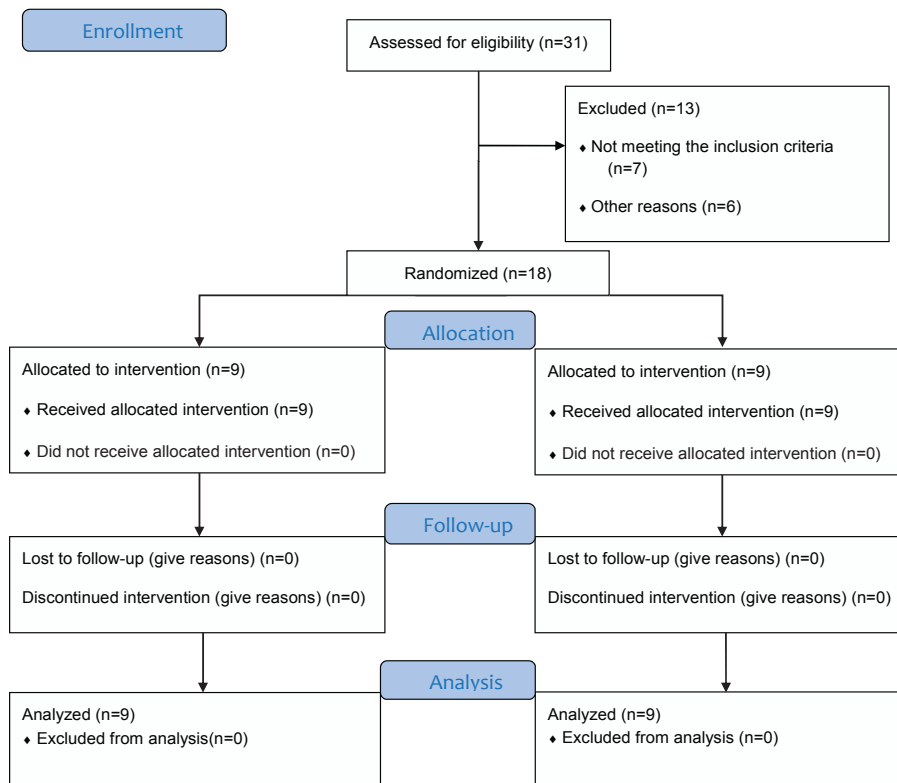 Enrollment
Assessed for eligibility (n=31)
Excluded (n=13)
♦ Not meeting the inclusion criteria
(n=7)
♦ Other reasons (n=6)
Randomized (n=18)
Allocation
Allocated to intervention (n=9)
♦ Received allocated intervention (n=9)
♦ Did not receive allocated intervention (n=0)
Allocated to intervention (n=9)
♦ Received allocated intervention (n=9)
♦ Did not receive allocated intervention (n=0)
Follow-up
Lost to follow-up (give reasons) (n=0)
Discontinued intervention (give reasons) (n=0)
Lost to follow-up (give reasons) (n=0)
Discontinued intervention (give reasons) (n=0)
Analysis
Analyzed (n=9)
♦ Excluded from analysis(n=0)
Analyzed (n=9)
♦ Excluded from analysis (n=0)